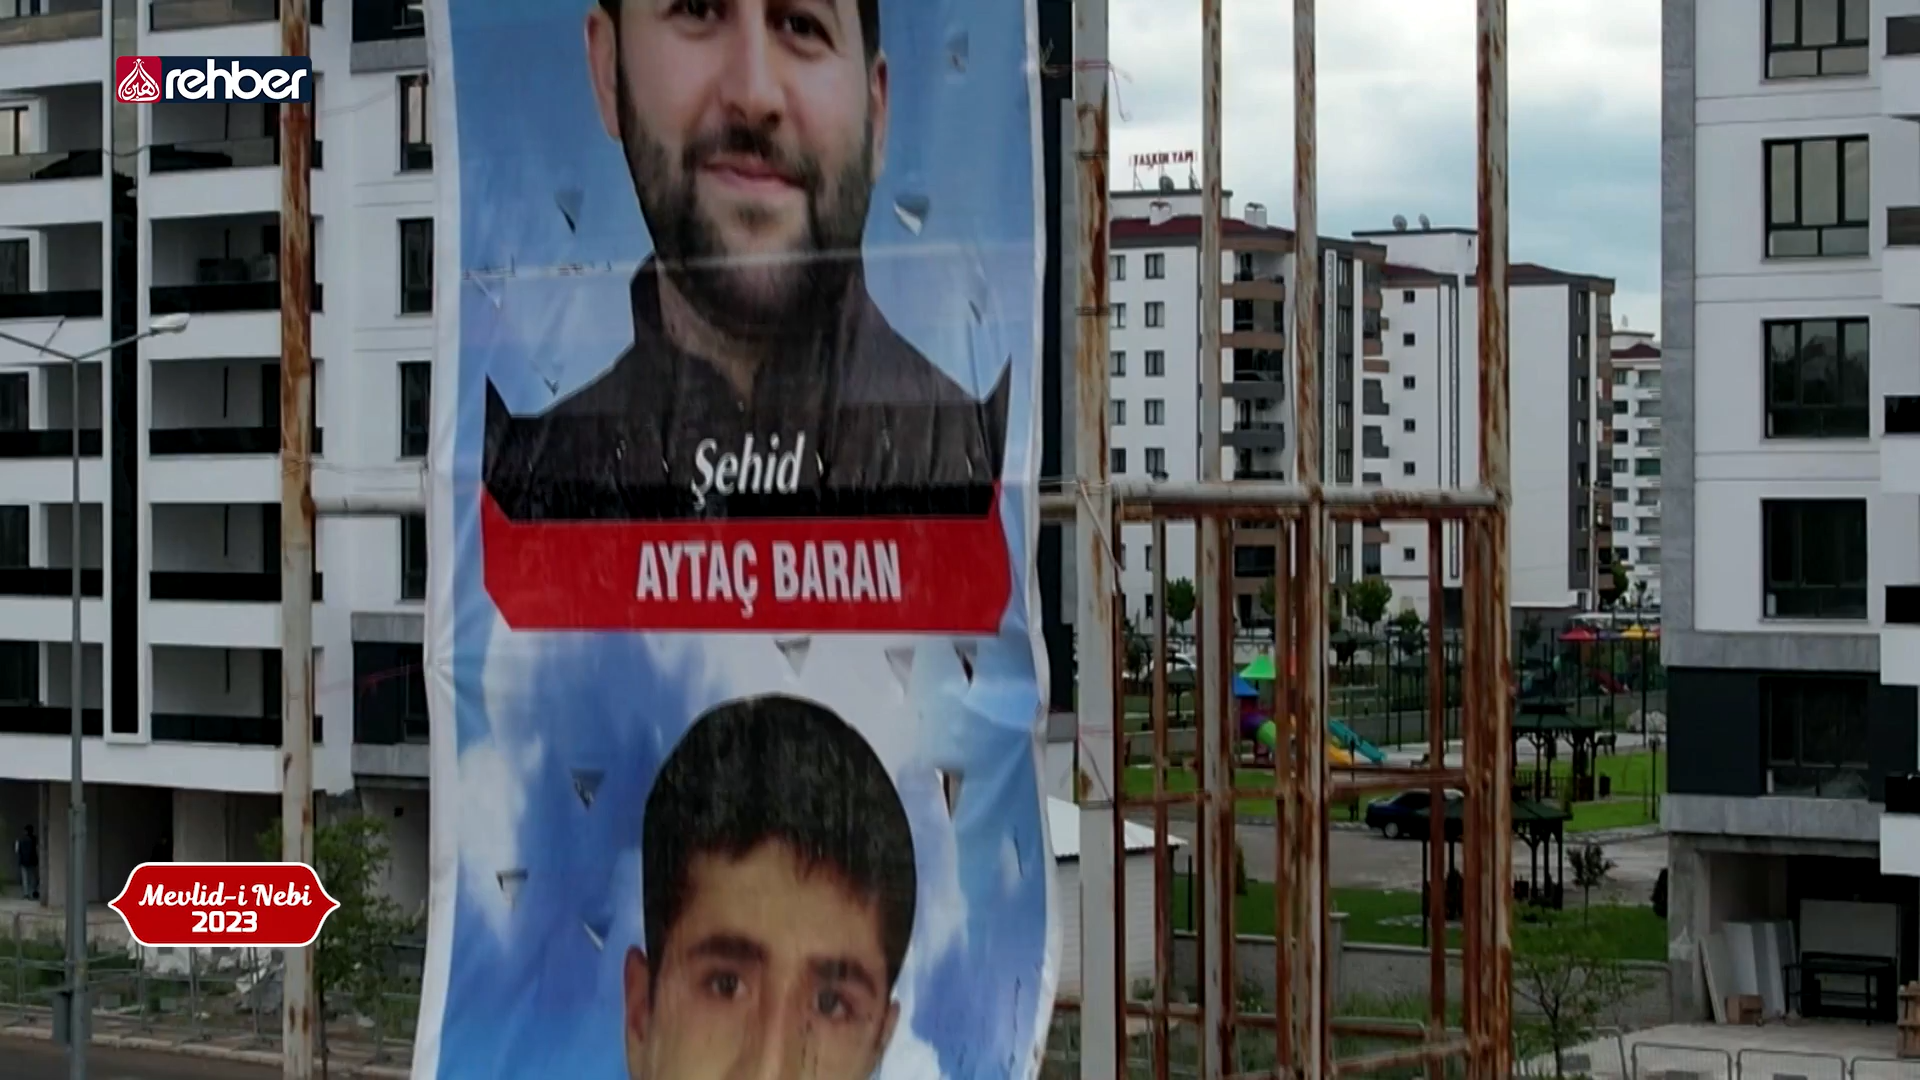 rehber
TAŞKIN YAPI
Şehid
AYTAÇ BARAN
Mevlid-i Nebi
2023